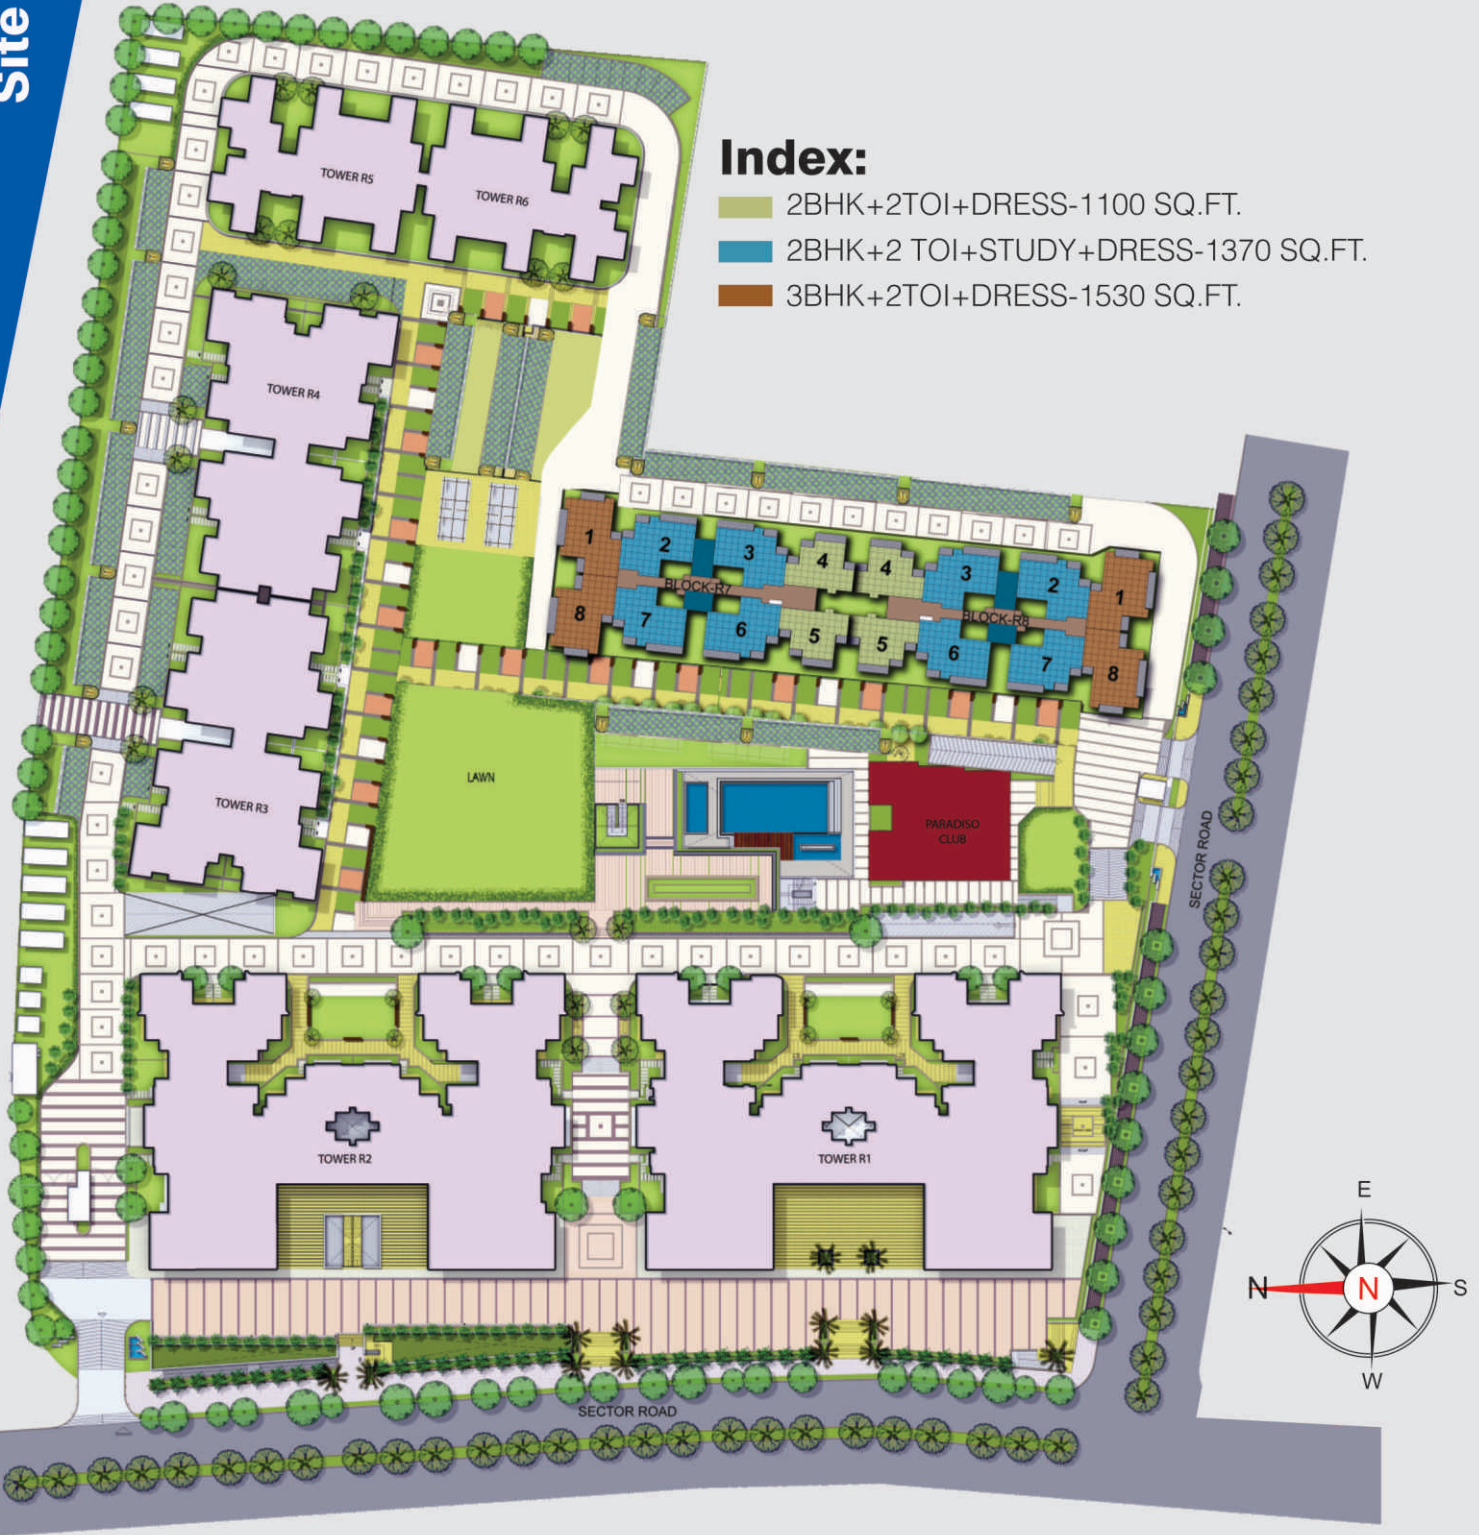 Site
Index:
2BHK+2TOI+DRESS-1100 SQ.FT.
2BHK+2 TOI+STUDY+DRESS-1370 SQ.FT.
3BHK+2TOI+DRESS-1530 SQ.FT.
TOWER R5
TOWER R6
TOWER R4
1
2
3
4
4
3
2
1
BLOCK-R7
BLOCK-R8
8
7
6
5
5
6
7
8
LAWN
TOWER R3
PARADISO
CLUB
SECTOR ROAD
TOWER R2
TOWER R1
E
N
N
S
W
SECTOR ROAD